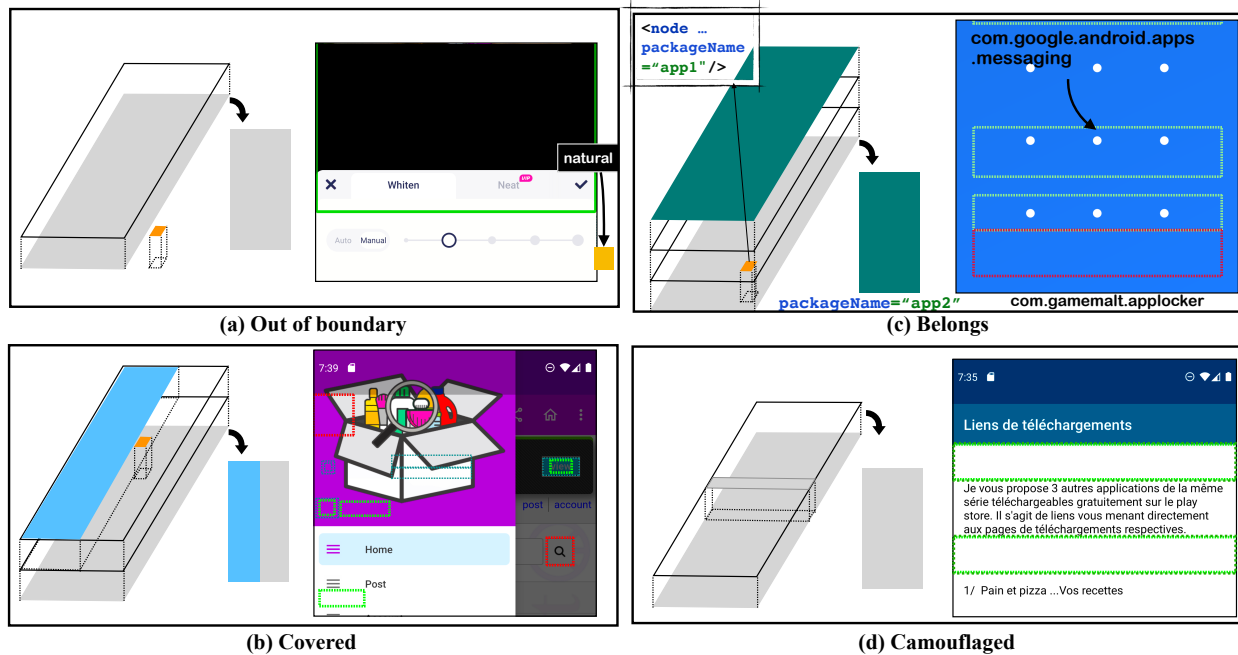 natural
Whiten
Neat
VIP
Auto
Manual
(a) Out of boundary
<node …
packageName
=“app1"/>
com.google.android.apps
.messaging
packageName=“app2”
com.gamemalt.applocker
(c) Belongs
7:39
new
post
account
Home
Post
(b) Covered
7:35
Liens de téléchargements
Je vous propose 3 autres applications de la même
série téléchargeables gratuitement sur le play
store. Il s'agit de liens vous menant directement
aux pages de téléchargements respectives.
1/ Pain et pizza ...Vos recettes
(d) Camouflaged